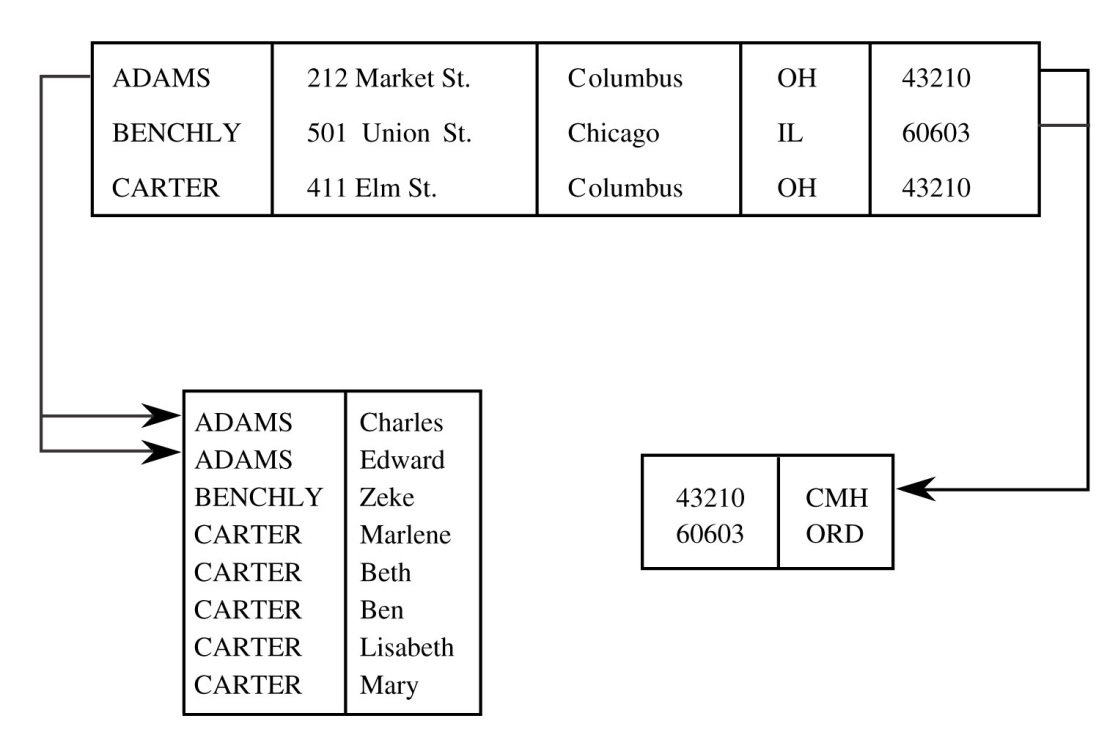 ADAMS 212 Market St. Columbus OH 43210
BENCHLY 501 Union St. Chicago IL 60603
CARTER 411 Elm St. Columbus OH 43210
ADAMS Charles
ADAMS Edward
BENCHLY Zeke
CARTER Marlene
CARTER Beth
CARTER Ben
CARTER Lisabeth
CARTER Mary
43210 CMH
60603 ORD